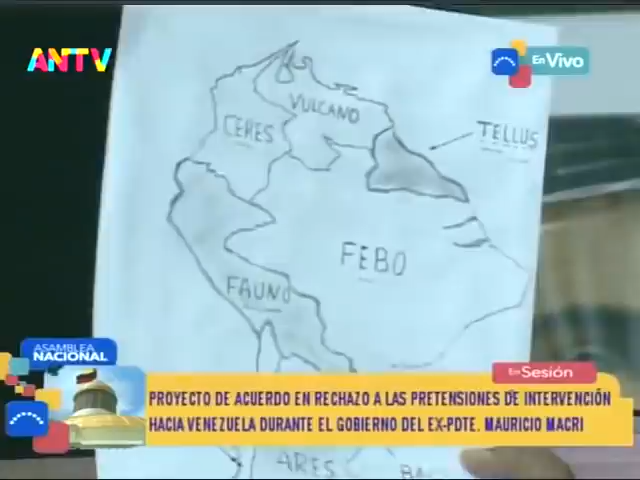 ANTV
En Vivo
VULCANO
CERES
TELLUS
FEBO
FAUNO
ASAMBLEA
NACIONAL
En Sesión
PROYECTO DE ACUERDO EN RECHAZO A LAS PRETENSIONES DE INTERVENCIÓN
HACIA VENEZUELA DURANTE EL GOBIERNO DEL EX-PDTE. MAURICIO MACRI
ARES